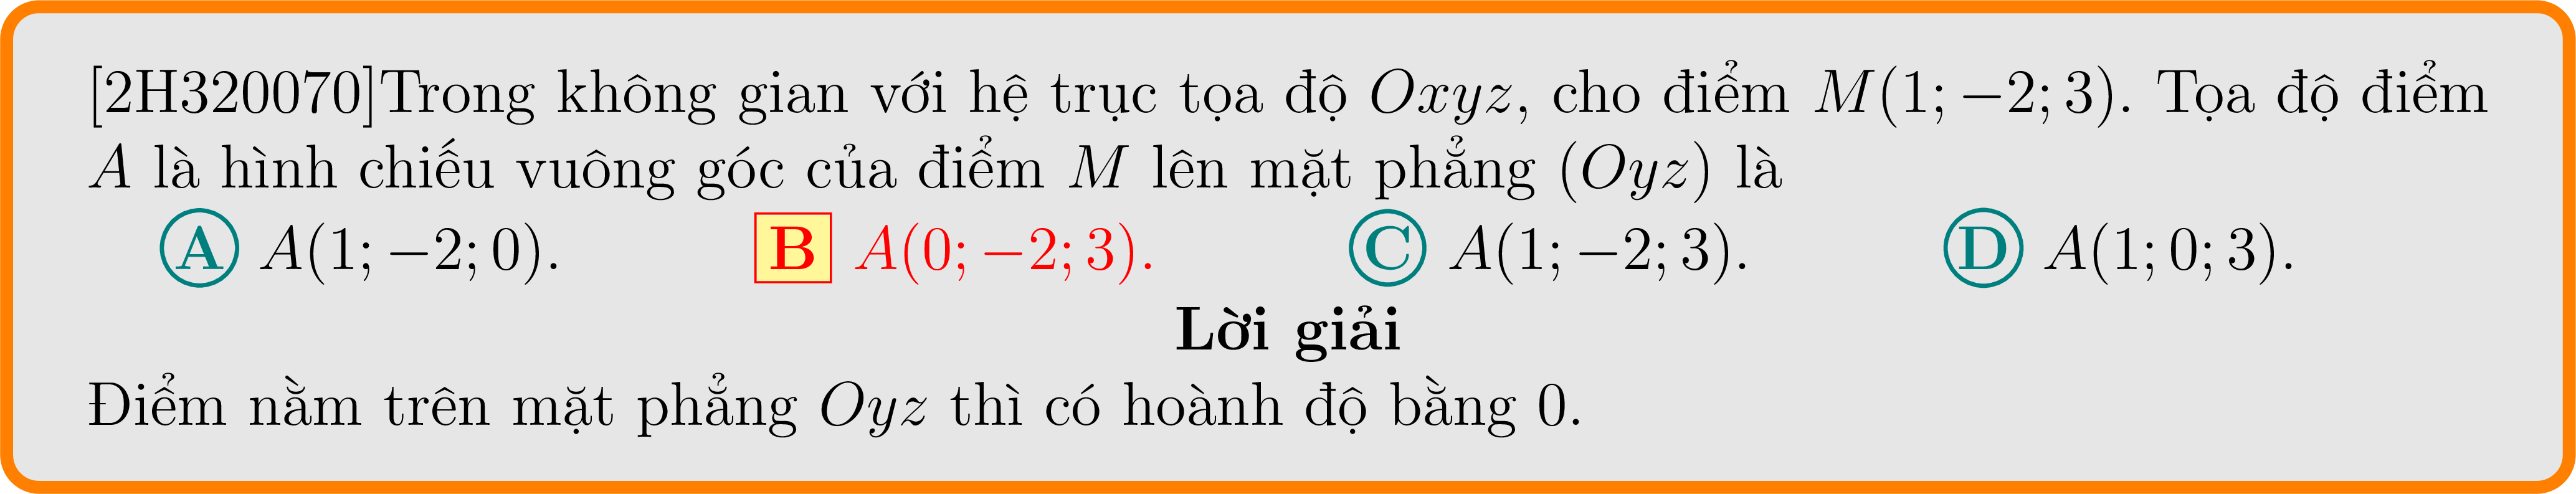 [2H320070]Trong không gian với hệ trục tọa độ Oxyz, cho điểm M(1; −2; 3). Tọa độ điểm
A là hình chiếu vuông góc của điểm M lên mặt phẳng (Oyz) là
A A(1; −2; 0). B A(0; −2; 3). C A(1; −2; 3). D A(1; 0; 3).
Lời giải
Điểm nằm trên mặt phẳng Oyz thì có hoành độ bằng 0.